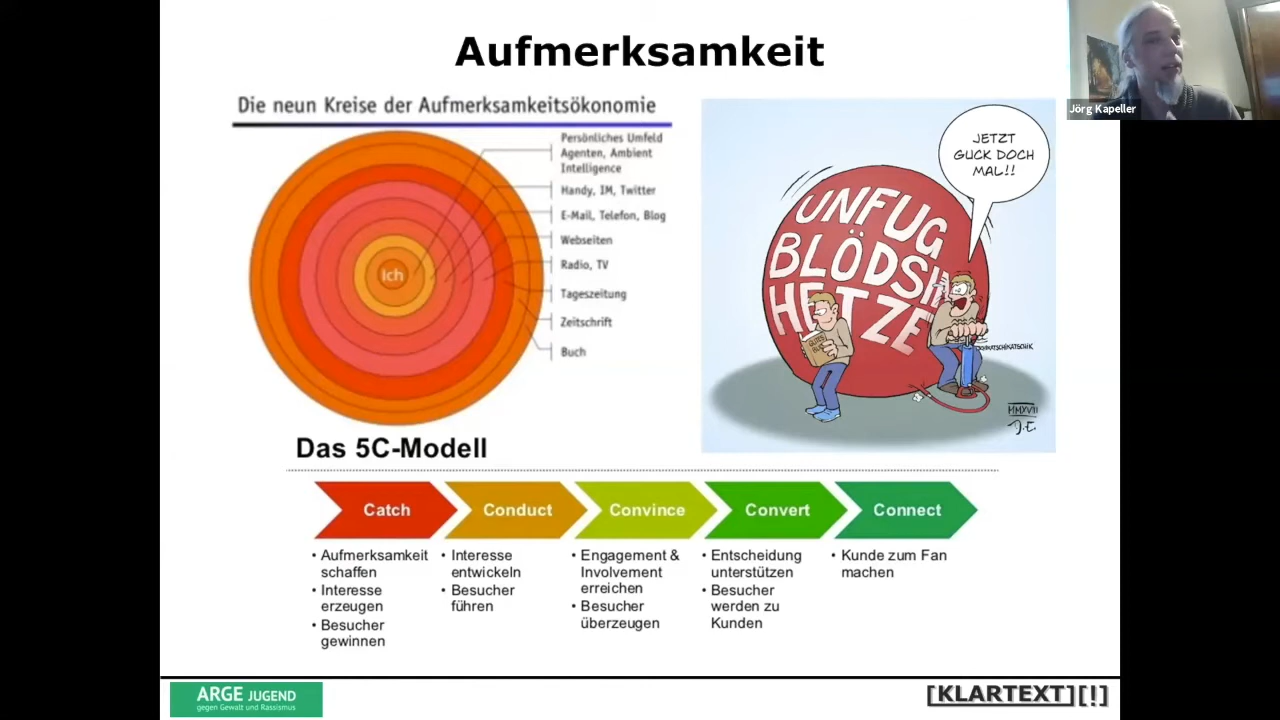 Aufmerksamkeit
Jörg Kapeller
Die neun Kreise der Aufmerksamkeitsökonomie
Persönliches Umfeld
Agenten, Ambient
Intelligence
Handy, IM, Twitter
E-Mail, Telefon, Blog
Webseiten
Radio, TV
Tageszeitung
Zeitschrift
Buch
Ich
JETZT
GUCK DOCH
MAL!!
UNFUG
BLÖDSIN
HETZE
MMXVII
Das 5C-Modell
Catch
Conduct
Convince
Convert
Connect
• Aufmerksamkeit
schaffen
• Interesse
erzeugen
• Besucher
gewinnen
• Interesse
entwickeln
• Besucher
führen
• Engagement &
Involvement
erreichen
• Besucher
überzeugen
• Entscheidung
unterstützen
• Besucher
werden zu
Kunden
• Kunde zum Fan
machen
ARGE JUGEND
gegen Gewalt und Rassismus
[KLARTEXT][!]